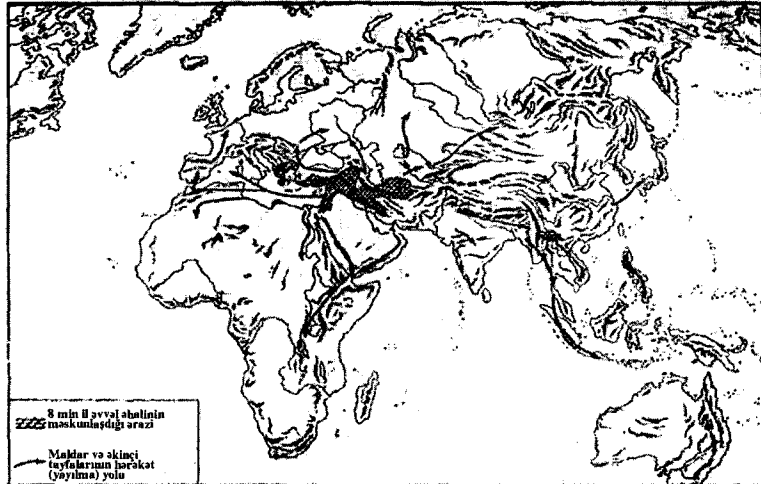 8 min il əvvəl əhalinin
məskunlaşdığı ərazi
Maldar və əkinçi
tayfalarının hərəkət
(yayılma) yolu